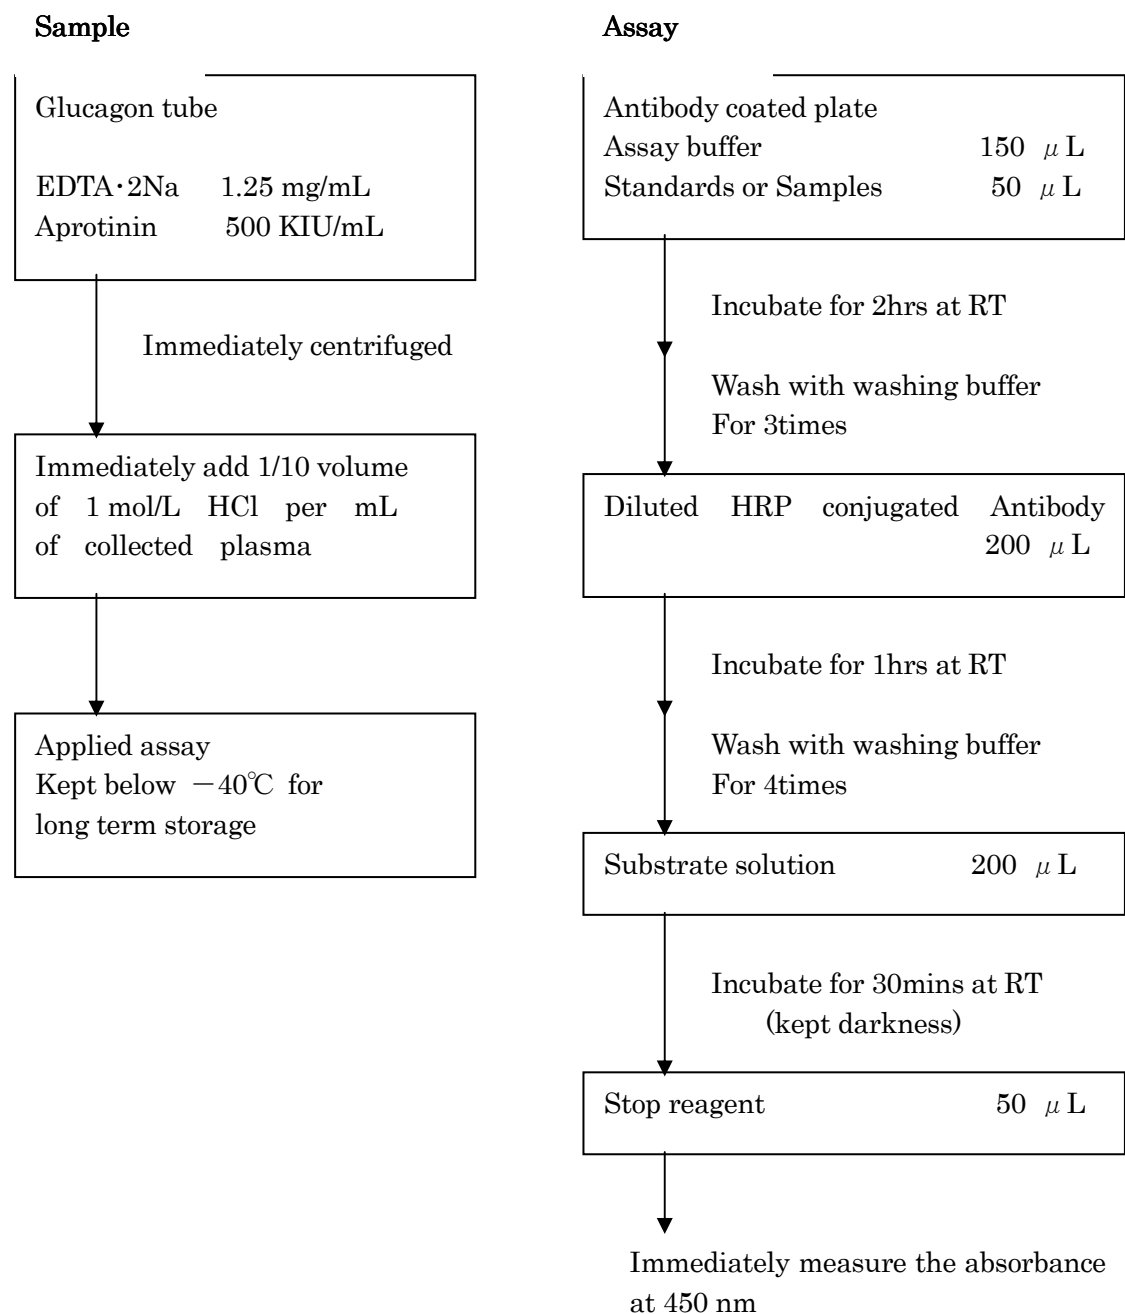 Sample
Glucagon tube
EDTA・2Na 1.25 mg/mL
Aprotinin 500 KIU/mL
Immediately centrifuged
Immediately add 1/10 volume
of 1 mol/L HCl per mL
of collected plasma
Applied assay
Kept below －40℃ for
long term storage
Assay
Antibody coated plate
Assay buffer 150 μL
Standards or Samples 50 μL
Incubate for 2hrs at RT
Wash with washing buffer
For 3times
Diluted HRP conjugated Antibody
200 μL
Incubate for 1hrs at RT
Wash with washing buffer
For 4times
Substrate solution 200 μL
Incubate for 30mins at RT
(kept darkness)
Stop reagent 50 μL
Immediately measure the absorbance
at 450 nm